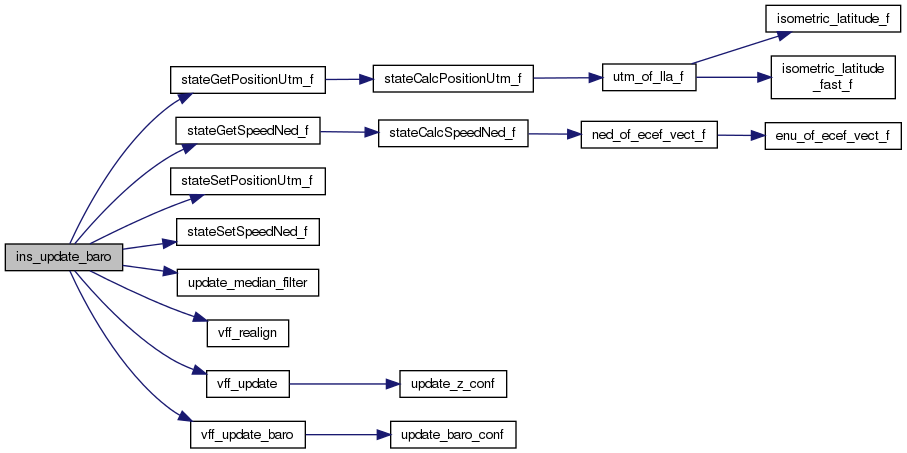 isometric_latitude_f
stateGetPositionUtm_f
stateCalcPositionUtm_f
utm_of_lla_f
isometric_latitude
_fast_f
stateGetSpeedNed_f
stateCalcSpeedNed_f
ned_of_ecef_vect_f
enu_of_ecef_vect_f
stateSetPositionUtm_f
stateSetSpeedNed_f
ins_update_baro
update_median_filter
vff_realign
vff_update
update_z_conf
vff_update_baro
update_baro_conf